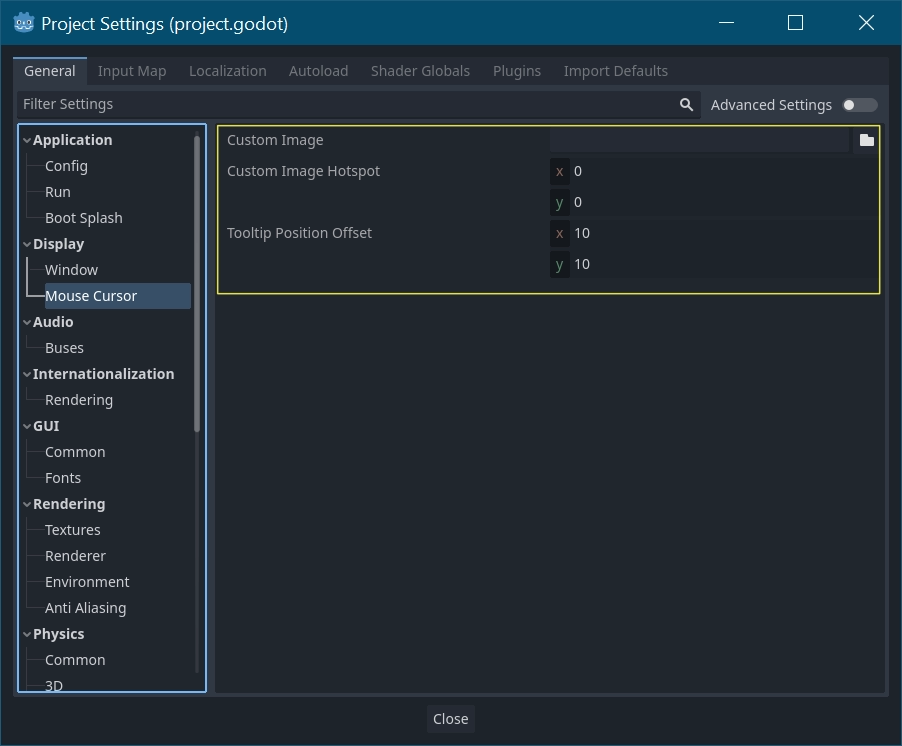 Project Settings (project.godot)
General Input Map Localization Autoload Shader Globals Plugins Import Defaults
Filter Settings Advanced Settings
Application
Config
Run
Boot Splash
Display
Window
Mouse Cursor
Audio
Buses
Internationalization
Rendering
GUI
Common
Fonts
Rendering
Textures
Renderer
Environment
Anti Aliasing
Physics
Common
3D
Custom Image
Custom Image Hotspot x 0
y 0
Tooltip Position Offset x 10
y 10
Close